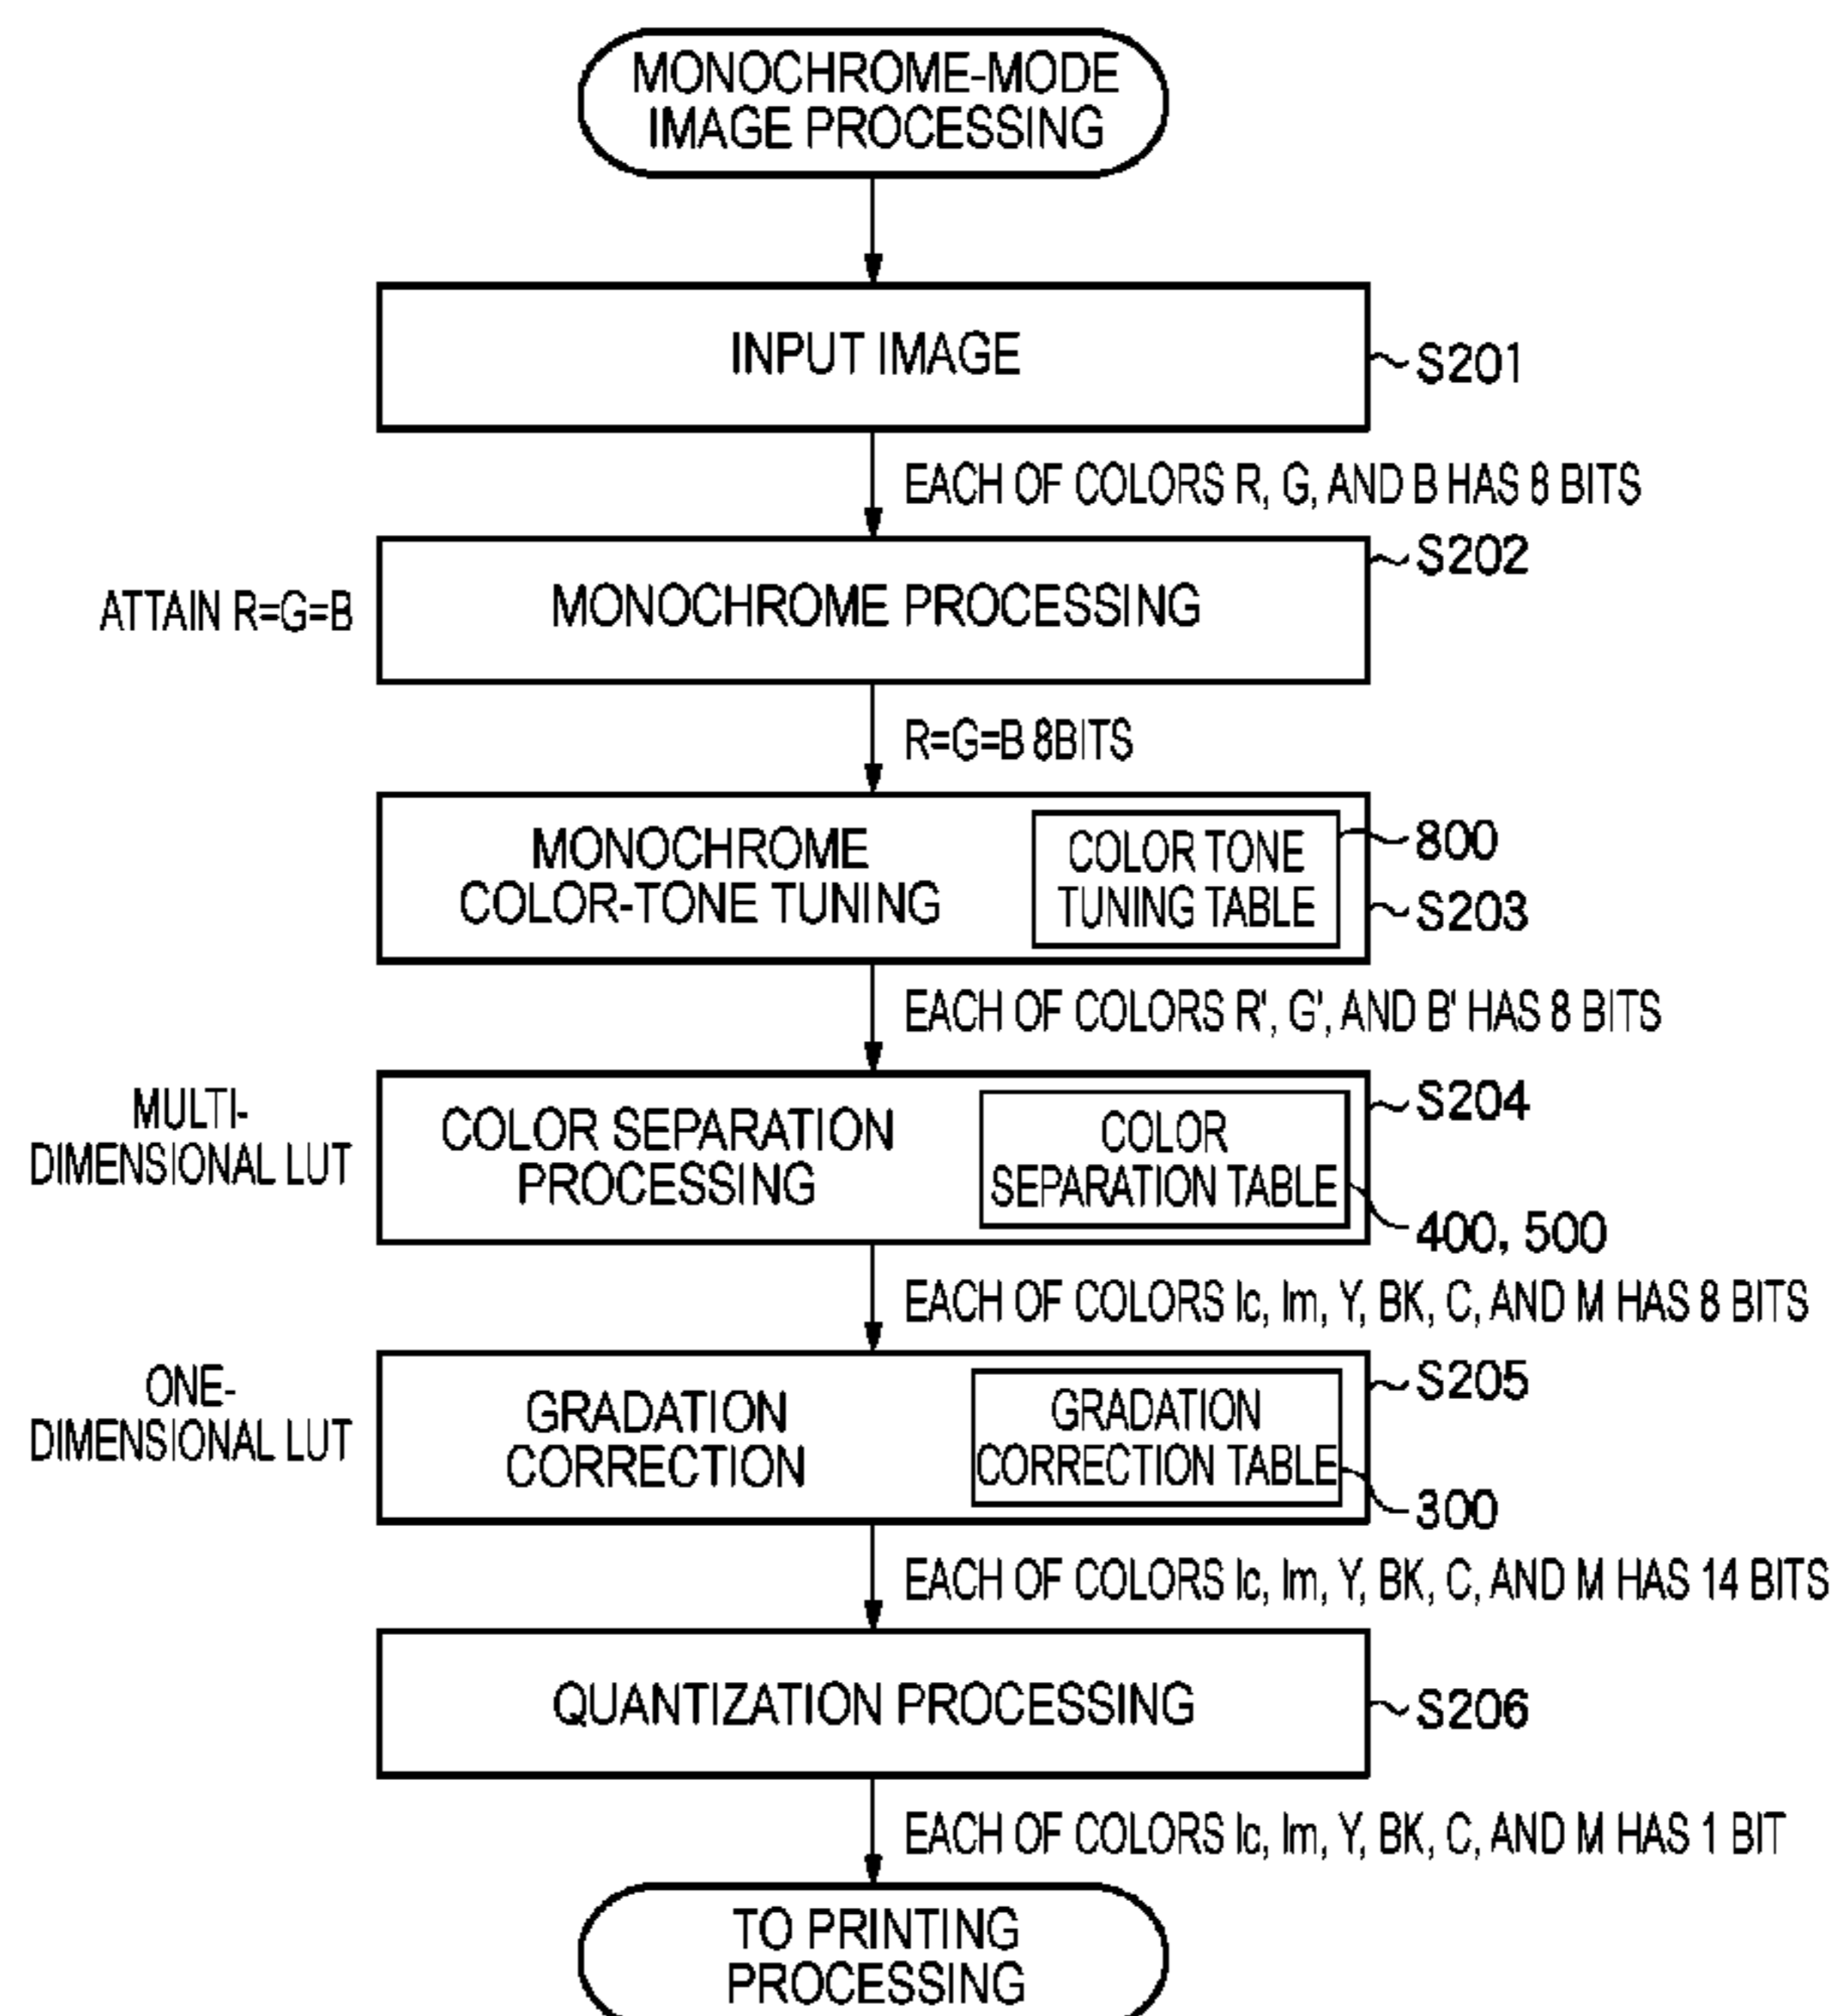 MONOCHROME-MODE
IMAGE PROCESSING
INPUT IMAGE
S201
EACH OF COLORS R, G, AND B HAS 8 BITS
ATTAIN R=G=B
MONOCHROME PROCESSING
S202
R=G=B 8BITS
MONOCHROME
COLOR-TONE TUNING
COLOR TONE
TUNING TABLE
800
S203
EACH OF COLORS R', G', AND B' HAS 8 BITS
MULTI-
DIMENSIONAL LUT
COLOR SEPARATION
PROCESSING
COLOR
SEPARATION TABLE
S204
400, 500
EACH OF COLORS lc, lm, Y, BK, C, AND M HAS 8 BITS
ONE-
DIMENSIONAL LUT
GRADATION
CORRECTION
GRADATION
CORRECTION TABLE
S205
300
EACH OF COLORS lc, lm, Y, BK, C, AND M HAS 14 BITS
QUANTIZATION PROCESSING
S206
EACH OF COLORS lc, lm, Y, BK, C, AND M HAS 1 BIT
TO PRINTING
PROCESSING